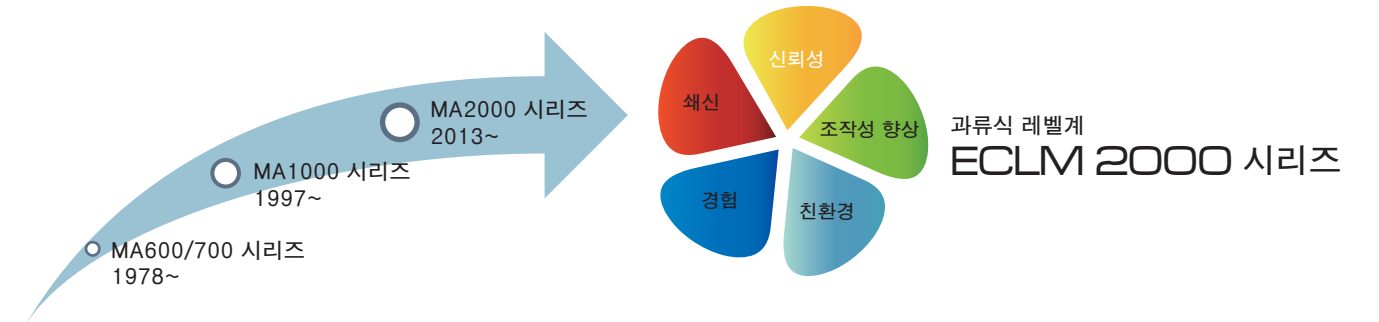 MA2000 시리즈
2013~
MA1000 시리즈
1997~
MA600/700 시리즈
1978~
신뢰성
쇄신
조작성 향상
경험
친환경
과류식 레벨계
ECLM 2000 시리즈